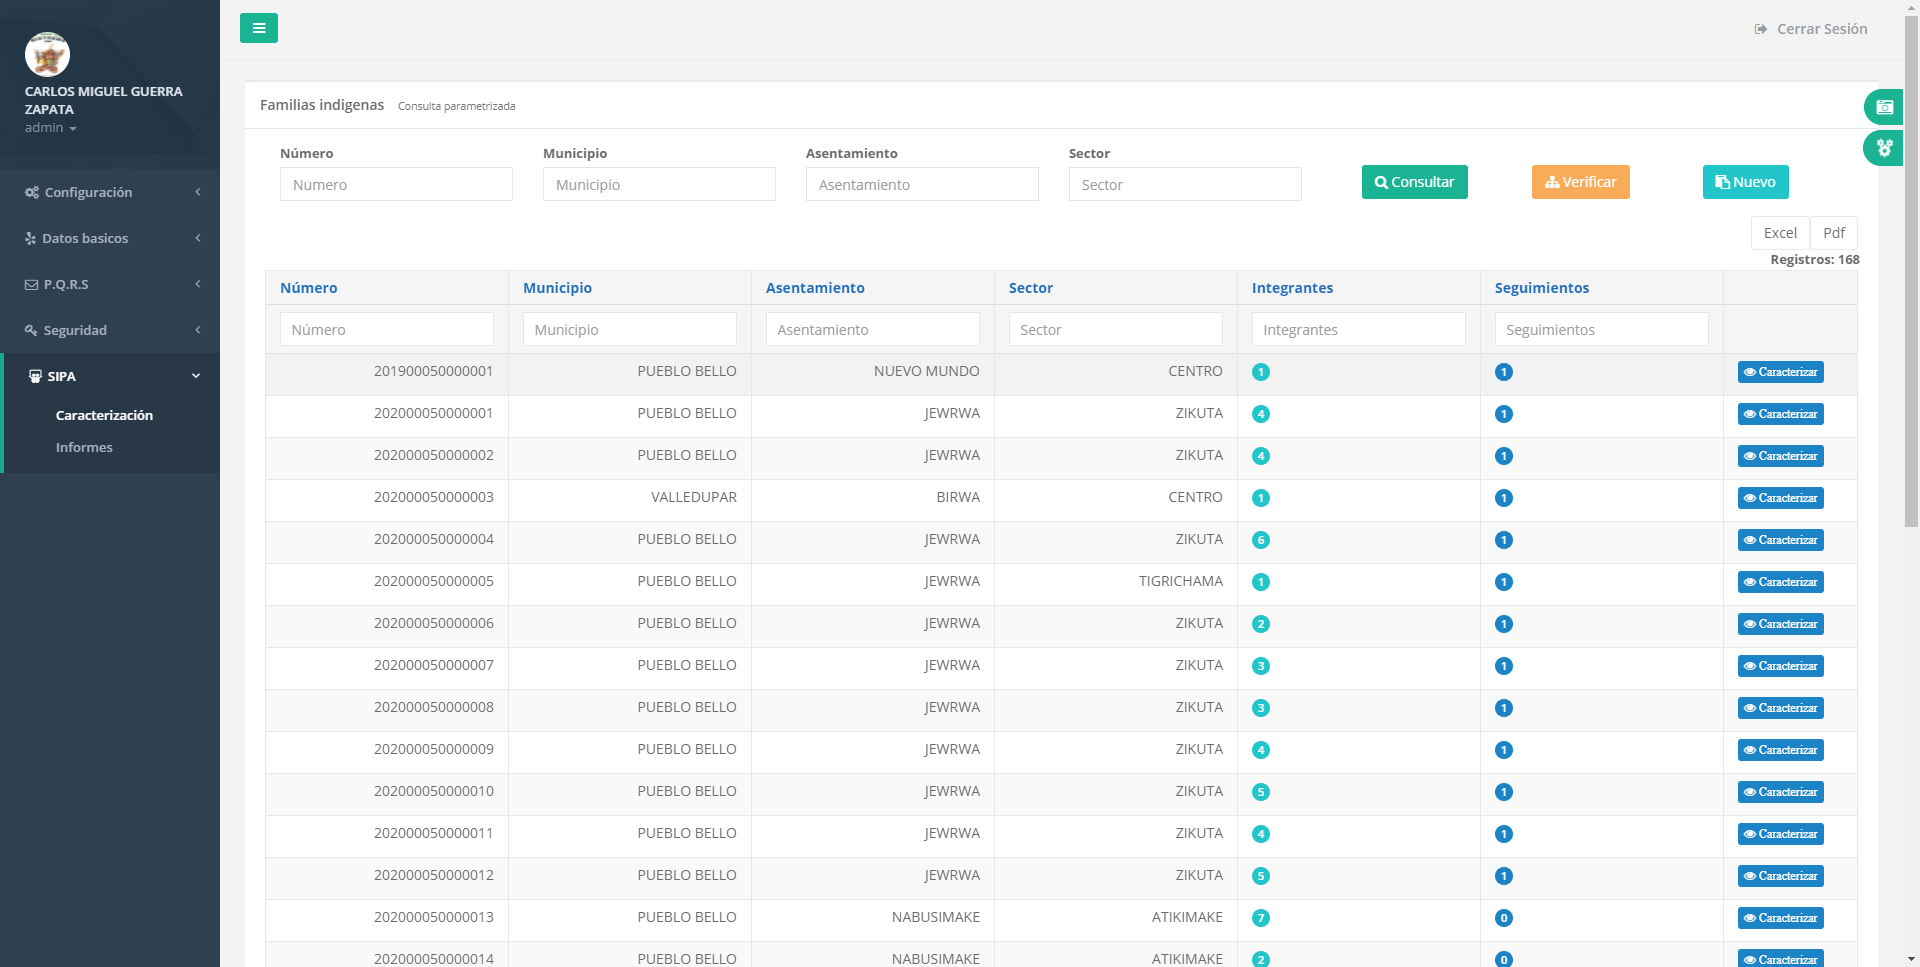 Cerrar Sesión
CARLOS MIGUEL GUERRA
ZAPATA
admin
Configuración
Datos basicos
P.Q.R.S
Seguridad
SIPA
Caracterización
Informes
Familias indigenas Consulta parametrizada
Número Municipio Asentamiento Sector
Numero Municipio Asentamiento Sector Consultar Verificar Nuevo
Excel Pdf
Registros: 168
Número Municipio Asentamiento Sector Integrantes Seguimientos
Número Municipio Asentamiento Sector Integrantes Seguimientos
201900050000001 PUEBLO BELLO NUEVO MUNDO CENTRO 1 1 Caracterizar
202000050000001 PUEBLO BELLO JEWRWA ZIKUTA 4 1 Caracterizar
202000050000002 PUEBLO BELLO JEWRWA ZIKUTA 4 1 Caracterizar
202000050000003 VALLEDUPAR BIRWA CENTRO 1 1 Caracterizar
202000050000004 PUEBLO BELLO JEWRWA ZIKUTA 6 1 Caracterizar
202000050000005 PUEBLO BELLO JEWRWA TIGRICHAMA 1 1 Caracterizar
202000050000006 PUEBLO BELLO JEWRWA ZIKUTA 2 1 Caracterizar
202000050000007 PUEBLO BELLO JEWRWA ZIKUTA 3 1 Caracterizar
202000050000008 PUEBLO BELLO JEWRWA ZIKUTA 3 1 Caracterizar
202000050000009 PUEBLO BELLO JEWRWA ZIKUTA 4 1 Caracterizar
202000050000010 PUEBLO BELLO JEWRWA ZIKUTA 5 1 Caracterizar
202000050000011 PUEBLO BELLO JEWRWA ZIKUTA 4 1 Caracterizar
202000050000012 PUEBLO BELLO JEWRWA ZIKUTA 5 1 Caracterizar
202000050000013 PUEBLO BELLO NABUSIMAKE ATIKIMAKE 7 0 Caracterizar
202000050000014 PUEBLO BELLO NABUSIMAKE ATIKIMAKE 2 0 Caracterizar